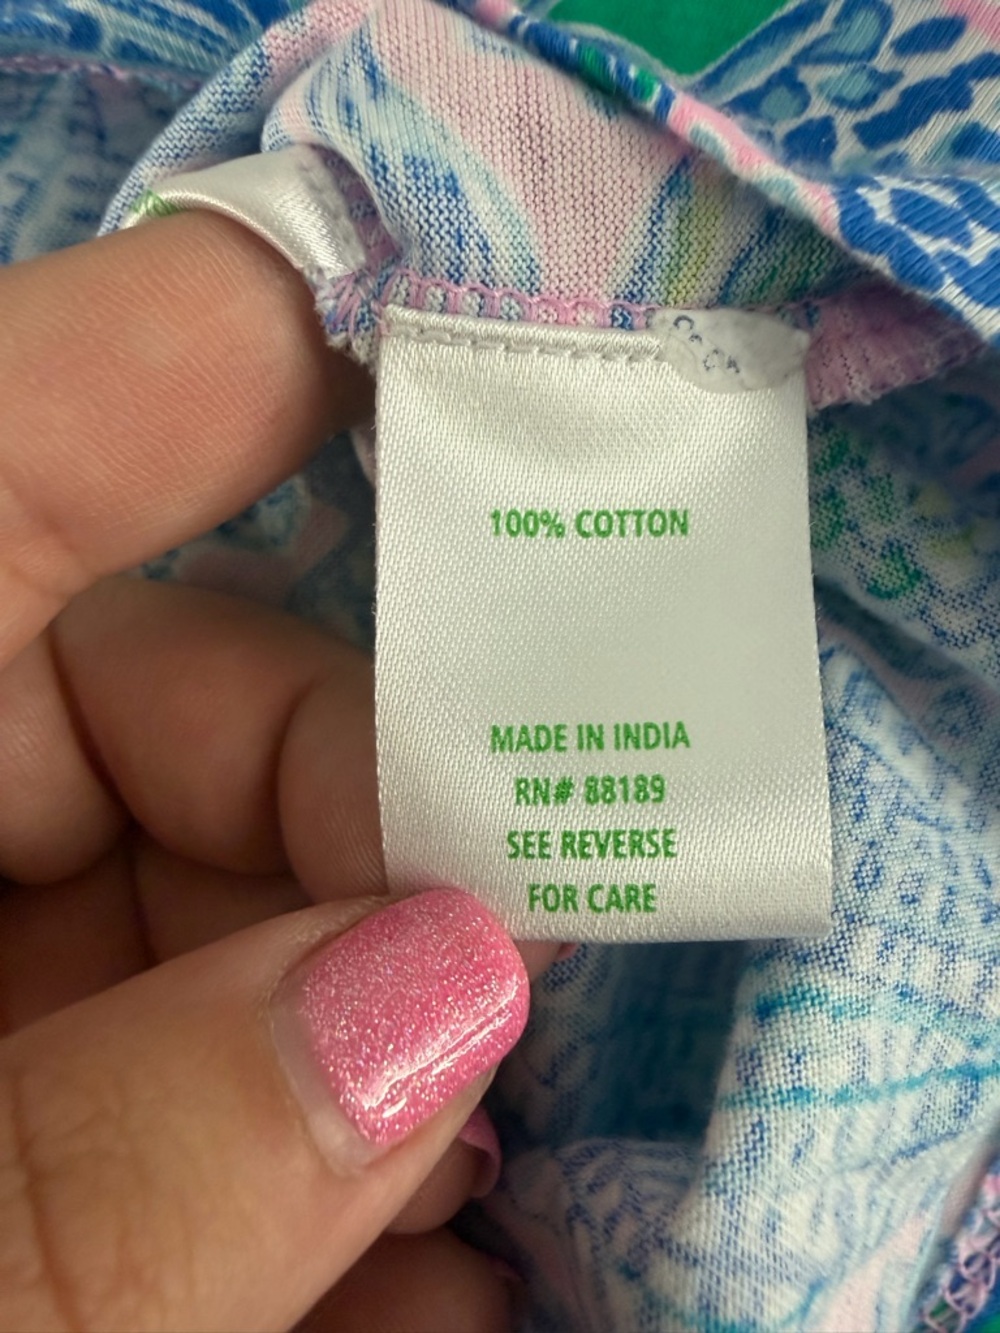 100% COTTON
MADE IN INDIA
RN# 88189
SEE REVERSE
FOR CARE